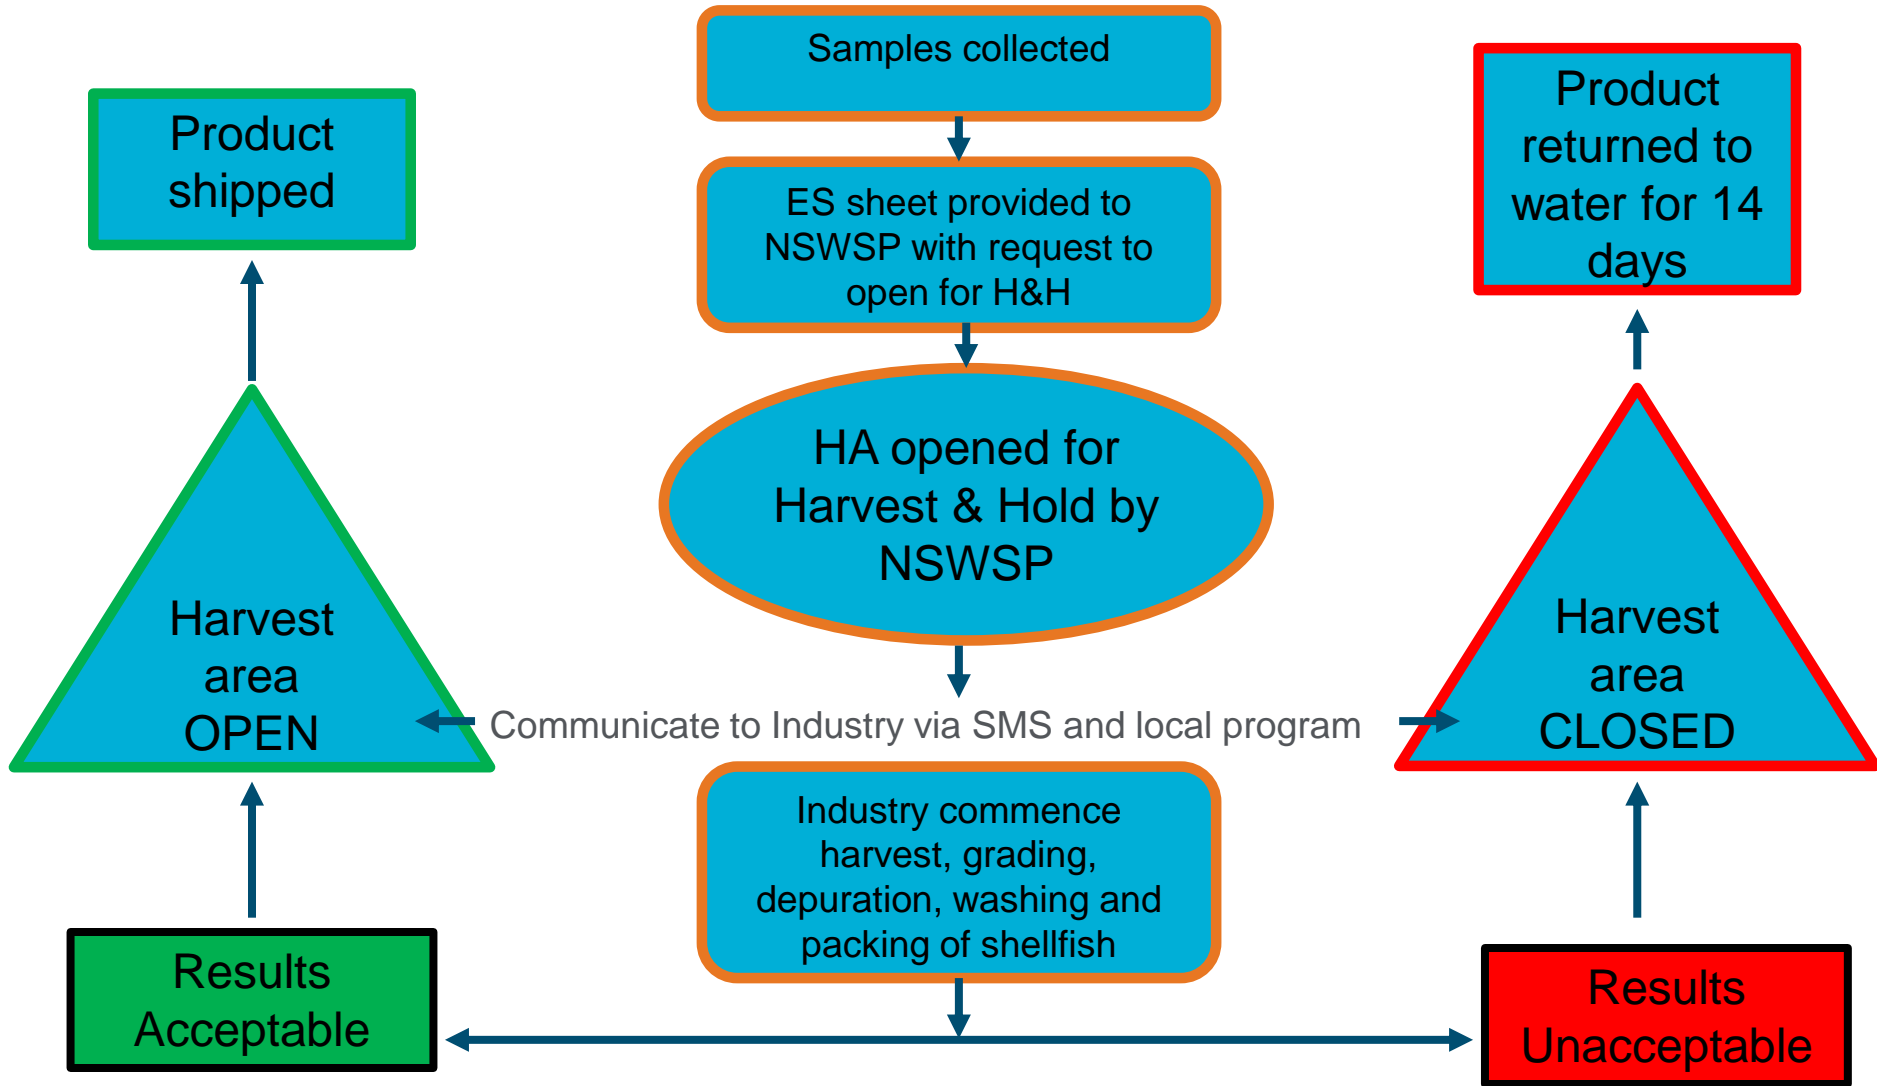 Samples collected
ES sheet provided to
NSWSP with request to
open for H&H
HA opened for
Harvest & Hold by
NSWSP
Communicate to Industry via SMS and local program
Industry commence
harvest, grading,
depuration, washing and
packing of shellfish
Results
Acceptable
Harvest
area
OPEN
Product
shipped
Results
Unacceptable
Harvest
area
CLOSED
Product
returned to
water for 14
days